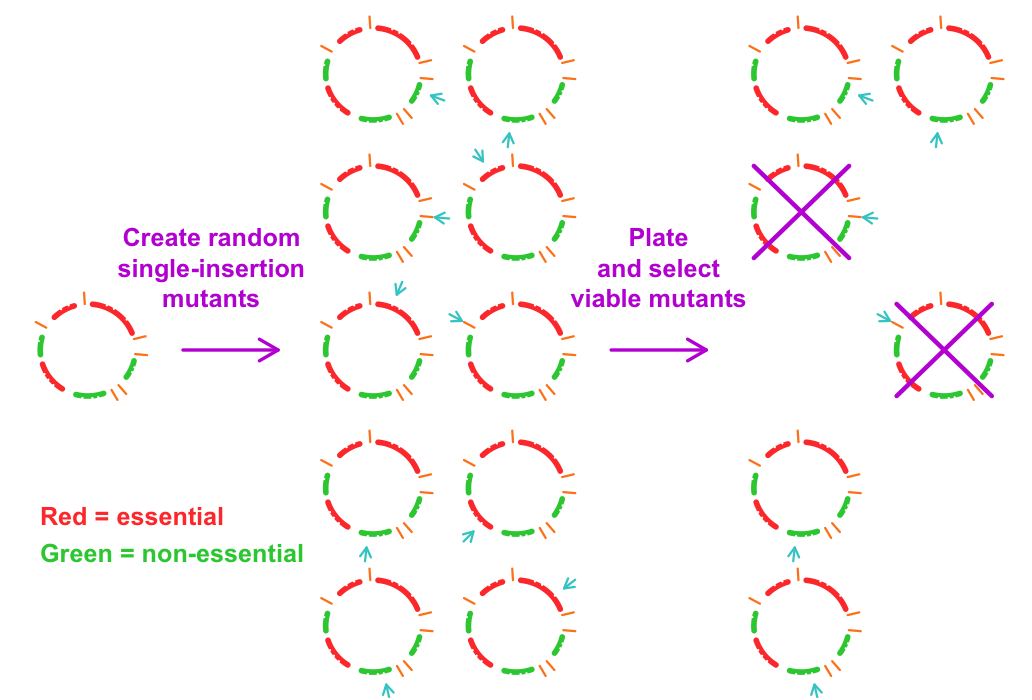 Create random
single-insertion
mutants
Plate
and select
viable mutants
Red = essential
Green = non-essential